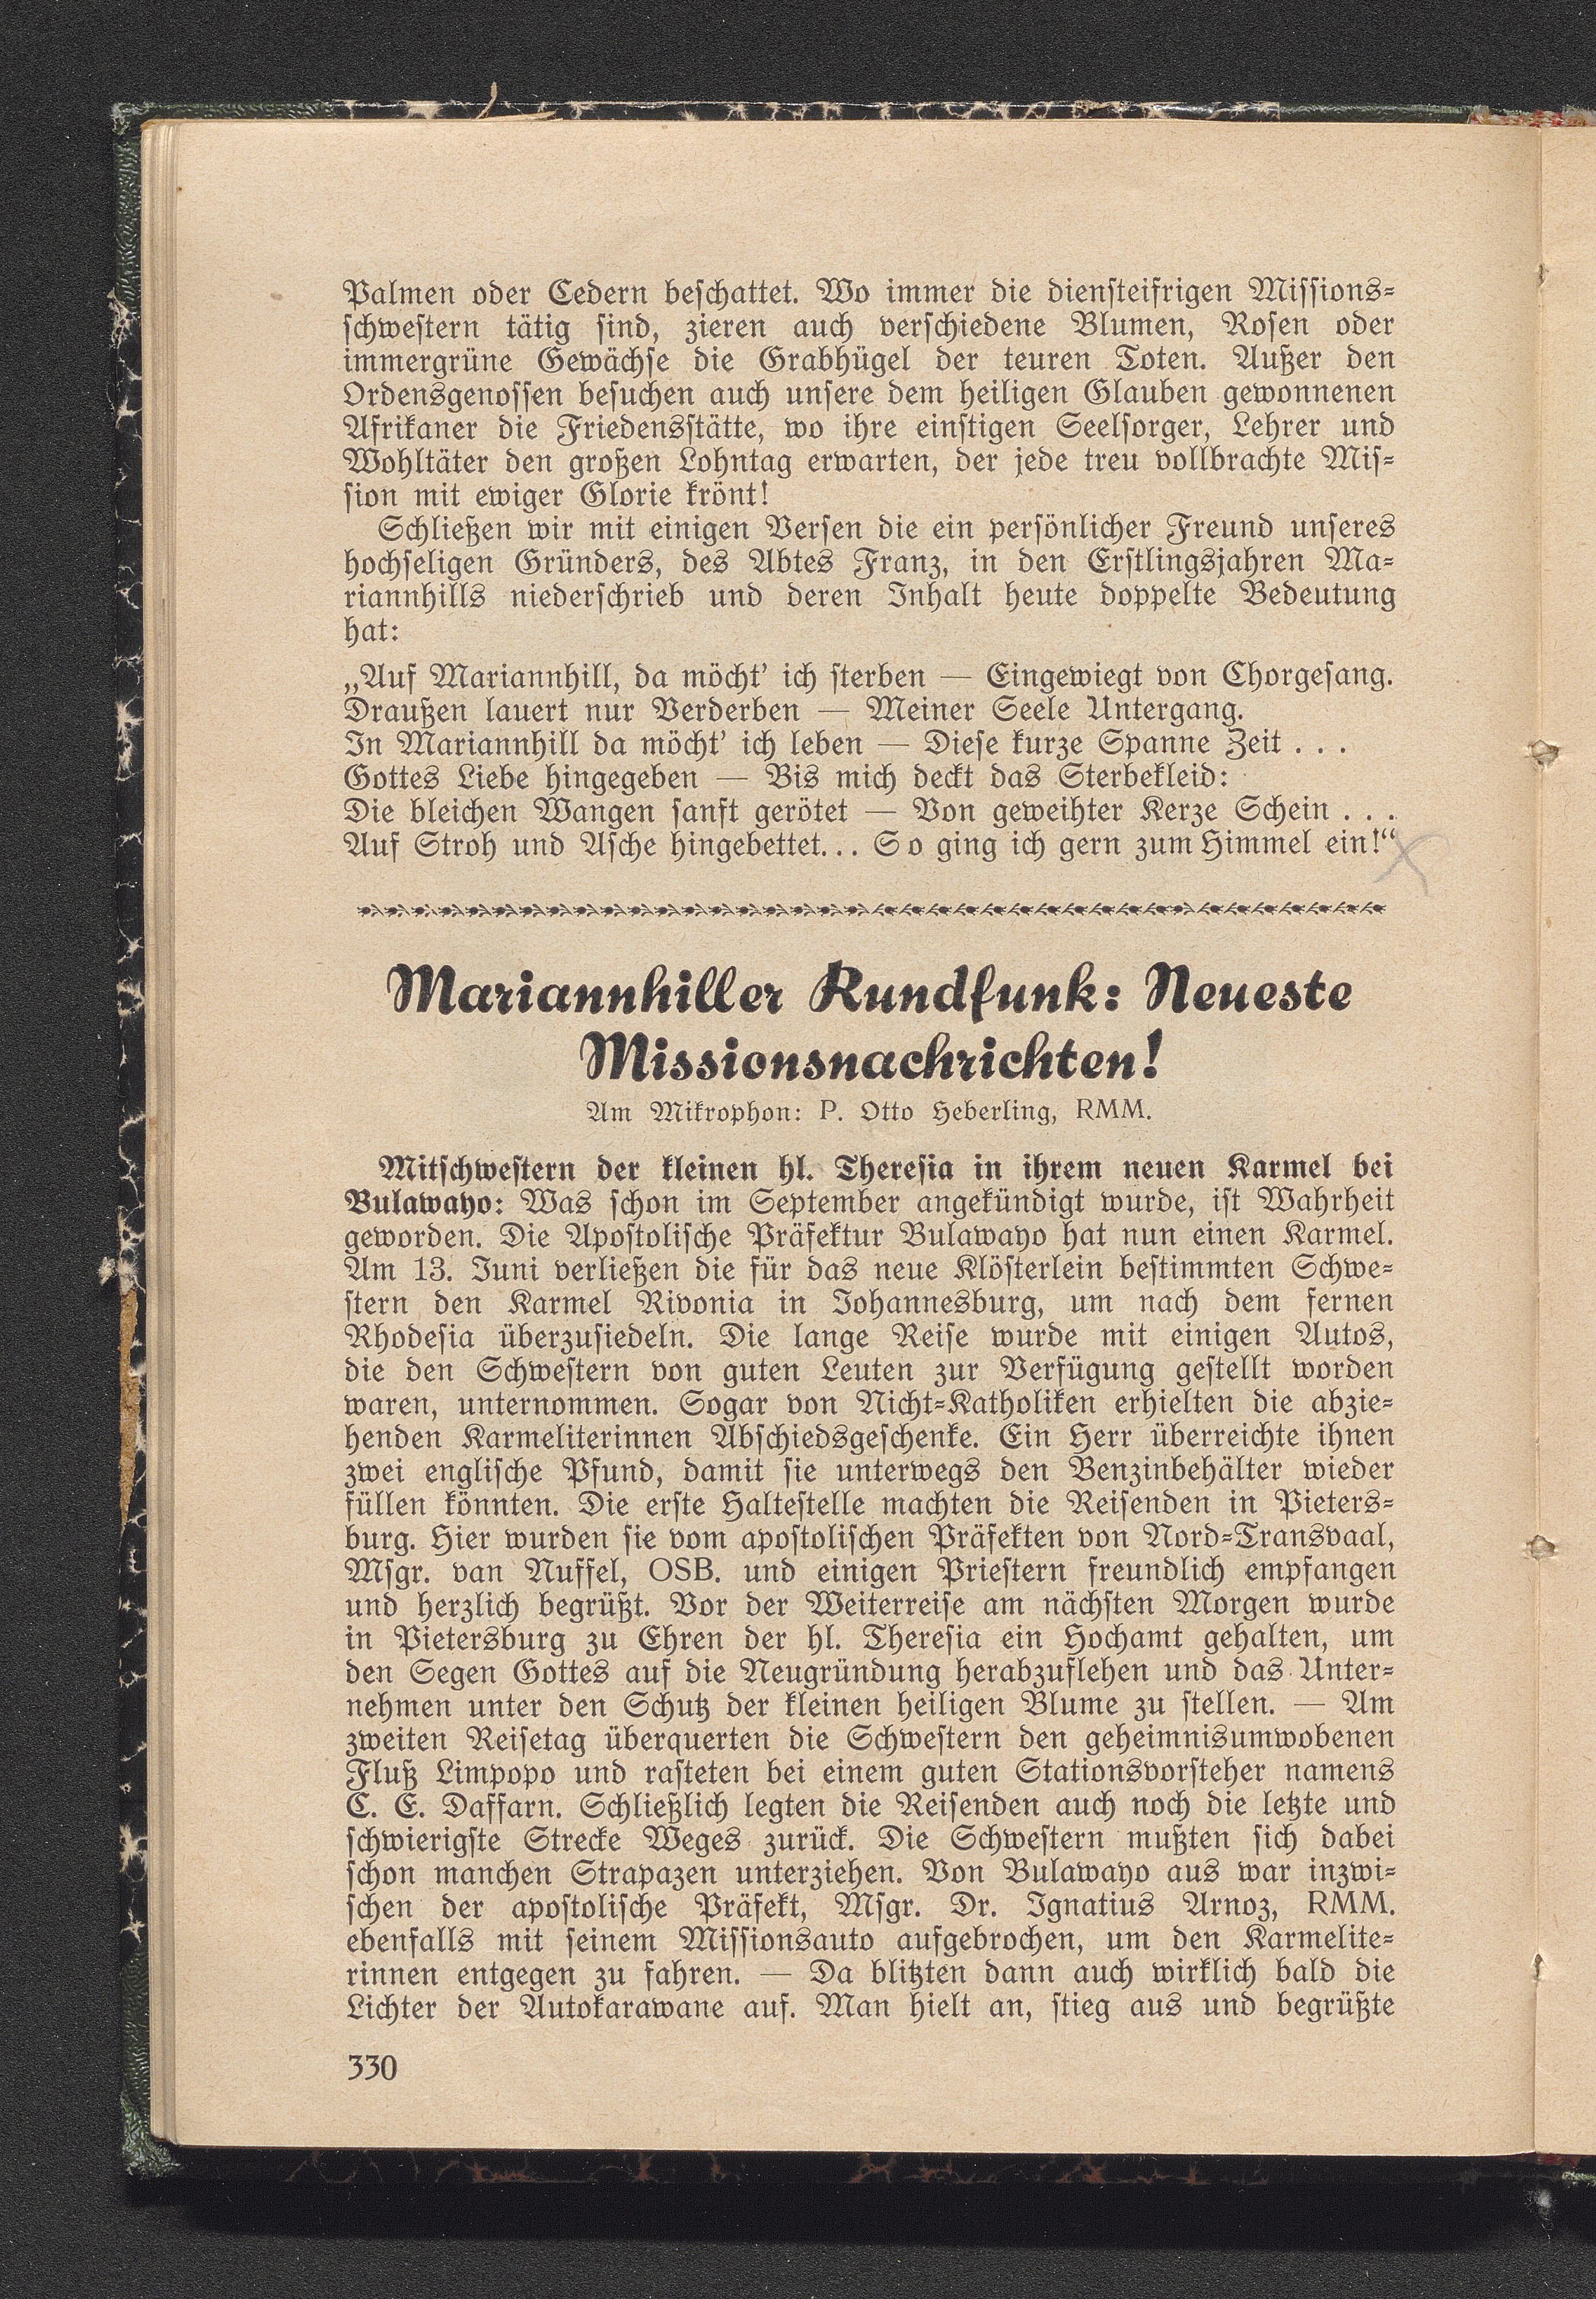 Palmen oder Cedern beschattet. Wo immer die diensteifrigen Missions-
schwestern tätig sind, zieren auch verschiedene Blumen, Rosen oder
immergrüne Gewächse die Grabhügel der teuren Toten. Außer den
Ordensgenossen besuchen auch unsere dem heiligen Glauben gewonnenen
Afrikaner die Friedensstätte, wo ihre einstigen Seelsorger, Lehrer und
Wohltäter den großen Lohntag erwarten, der jede treu vollbrachte Mis-
sion mit ewiger Glorie krönt!
Schließen wir mit einigen Versen die ein persönlicher Freund unseres
hochseligen Gründers, des Abtes Franz, in den Erstlingsjahren Ma-
riannhills niederschrieb und deren Inhalt heute doppelte Bedeutung
hat:
„Auf Mariannhill, da möcht' ich sterben — Eingewiegt von Chorgesang.
Draußen lauert nur Verderben — Meiner Seele Untergang.
In Mariannhill da möcht' ich leben — Diese kurze Spanne Zeit . . .
Gottes Liebe hingegeben — Bis mich deckt das Sterbekleid:
Die bleichen Wangen sanft gerötet — Von geweihter Kerze Schein . . .
Auf Stroh und Asche hingebettet... So ging ich gern zum Himmel ein!“
Mariannhiller Rundfunk: Neueste
Missionsnachrichten!
Am Mikrophon: P. Otto Heberling, RMM.
Mitschwestern der kleinen hl. Theresia in ihrem neuen Karmel bei
Bulawayo: Was schon im September angekündigt wurde, ist Wahrheit
geworden. Die Apostolische Präfektur Bulawayo hat nun einen Karmel.
Am 13. Juni verließen die für das neue Klösterlein bestimmten Schwe-
stern den Karmel Rivonia in Johannesburg, um nach dem fernen
Rhodesia überzusiedeln. Die lange Reise wurde mit einigen Autos,
die den Schwestern von guten Leuten zur Verfügung gestellt worden
waren, unternommen. Sogar von Nicht-Katholiken erhielten die abzie-
henden Karmeliterinnen Abschiedsgeschenke. Ein Herr überreichte ihnen
zwei englische Pfund, damit sie unterwegs den Benzinbehälter wieder
füllen könnten. Die erste Haltestelle machten die Reisenden in Pieters-
burg. Hier wurden sie vom apostolischen Präfekten von Nord-Transvaal,
Msgr. van Nuffel, OSB. und einigen Priestern freundlich empfangen
und herzlich begrüßt. Vor der Weiterreise am nächsten Morgen wurde
in Pietersburg zu Ehren der hl. Theresia ein Hochamt gehalten, um
den Segen Gottes auf die Neugründung herabzuflehen und das Unter-
nehmen unter den Schutz der kleinen heiligen Blume zu stellen. — Am
zweiten Reisetag überquerten die Schwestern den geheimnisumwobenen
Fluß Limpopo und rasteten bei einem guten Stationsvorsteher namens
C. E. Daffarn. Schließlich legten die Reisenden auch noch die letzte und
schwierigste Strecke Weges zurück. Die Schwestern mußten sich dabei
schon manchen Strapazen unterziehen. Von Bulawayo aus war inzwi-
schen der apostolische Präfekt, Msgr. Dr. Ignatius Arnoz, RMM.
ebenfalls mit seinem Missionsauto aufgebrochen, um den Karmelite-
rinnen entgegen zu fahren. — Da blitzten dann auch wirklich bald die
Lichter der Autokarawane auf. Man hielt an, stieg aus und begrüßte
330